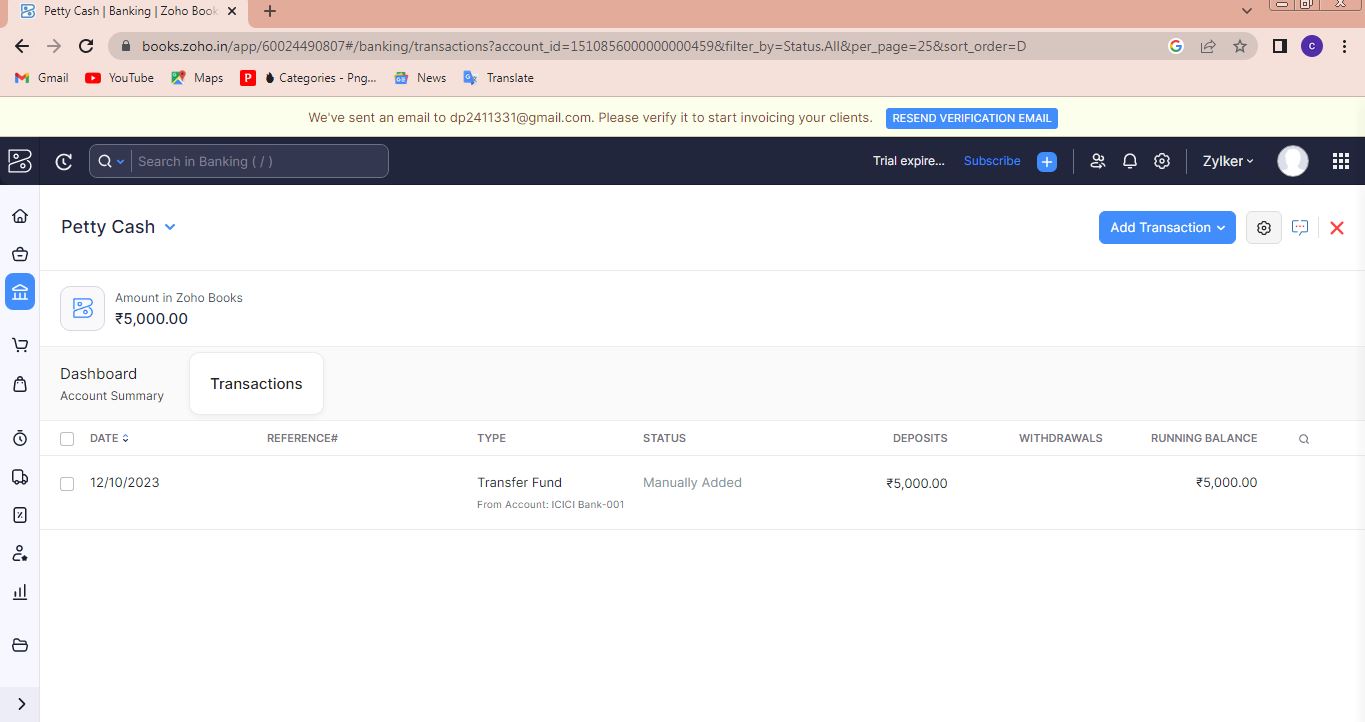 Petty Cash | Banking | Zoho Book
books.zoho.in/app/60024490807#/banking/transactions?account_id=1510856000000000459&filter_by=Status.All&per_page=25&sort_order=D
C
Gmail YouTube Maps Categories - Png... News Translate
We've sent an email to dp2411331@gmail.com. Please verify it to start invoicing your clients. RESEND VERIFICATION EMAIL
Search in Banking ( / ) Trial expire... Subscribe Zylker
Petty Cash Add Transaction
Amount in Zoho Books
₹5,000.00
Dashboard
Account Summary
Transactions
DATE REFERENCE# TYPE STATUS DEPOSITS WITHDRAWALS RUNNING BALANCE
12/10/2023 Transfer Fund Manually Added ₹5,000.00 ₹5,000.00
From Account: ICICI Bank-001